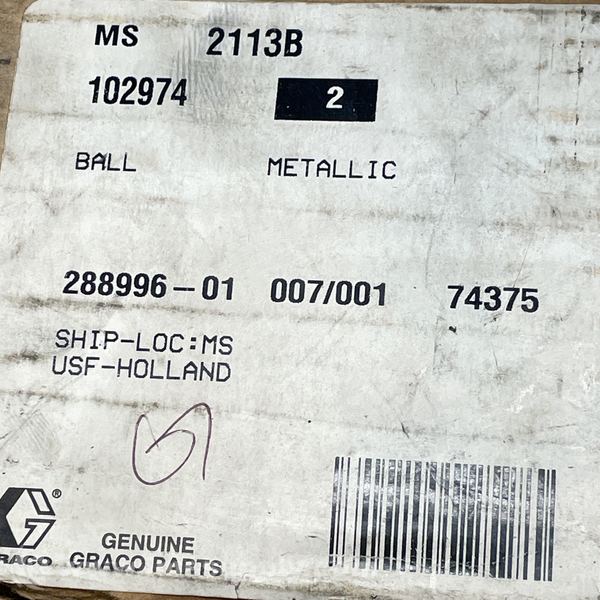 MS 2113B
102974 2
BALL METALLIC
288996-01 007/001 74375
SHIP-LOC:MS
USF-HOLLAND
®
GENUINE
GRACO PARTS
RACO